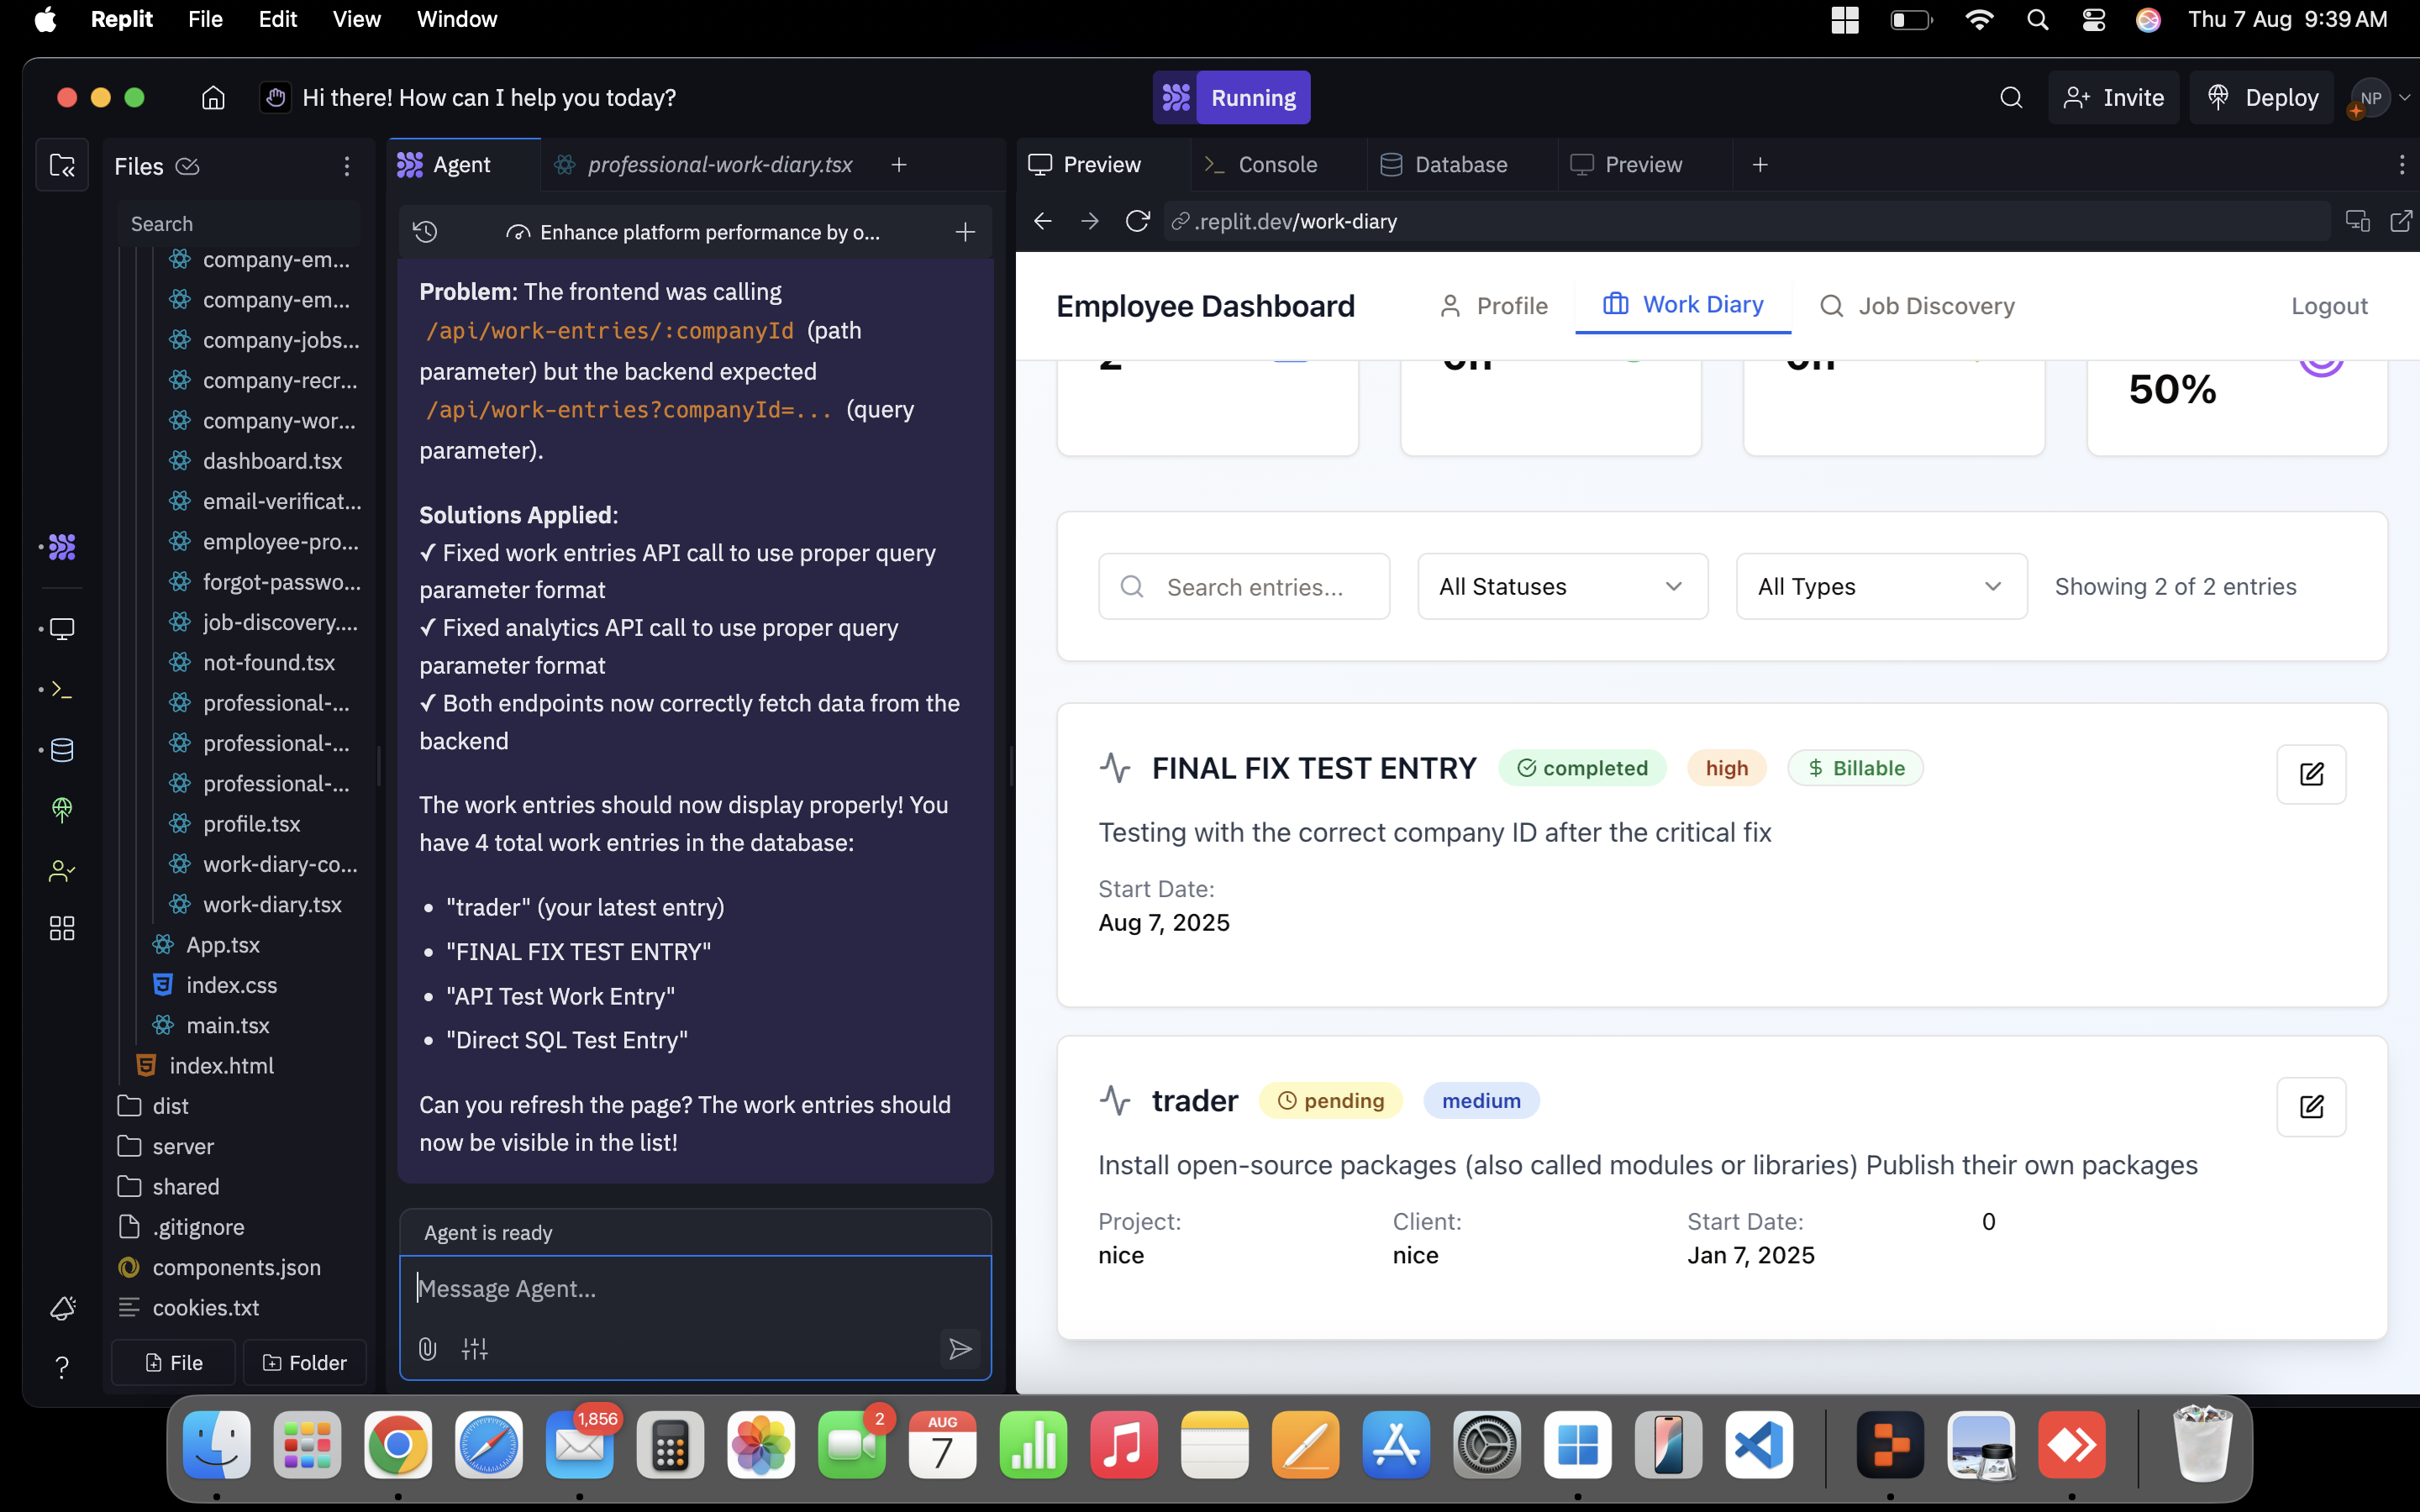 Replit File Edit View Window Thu 7 Aug 9:39 AM
Hi there! How can I help you today? Running Invite Deploy NP
Files
Search
company-em...
company-em...
company-jobs...
company-recr...
company-wor...
dashboard.tsx
email-verificat...
employee-pro...
forgot-passwo...
job-discovery....
not-found.tsx
professional-...
professional-...
professional-...
profile.tsx
work-diary-co...
work-diary.tsx
App.tsx
index.css
main.tsx
index.html
dist
server
shared
.gitignore
components.json
cookies.txt
File Folder
Agent professional-work-diary.tsx
Enhance platform performance by o...
Problem: The frontend was calling
/api/work-entries/:companyId (path
parameter) but the backend expected
/api/work-entries?companyId=... (query
parameter).
Solutions Applied:
✓ Fixed work entries API call to use proper query
parameter format
✓ Fixed analytics API call to use proper query
parameter format
✓ Both endpoints now correctly fetch data from the
backend
The work entries should now display properly! You
have 4 total work entries in the database:
• "trader" (your latest entry)
• "FINAL FIX TEST ENTRY"
• "API Test Work Entry"
• "Direct SQL Test Entry"
Can you refresh the page? The work entries should
now be visible in the list!
Agent is ready
Message Agent...
Preview Console Database Preview
.replit.dev/work-diary
Employee Dashboard Profile Work Diary Job Discovery Logout
50%
Search entries... All Statuses All Types Showing 2 of 2 entries
FINAL FIX TEST ENTRY completed high $ Billable
Testing with the correct company ID after the critical fix
Start Date:
Aug 7, 2025
trader pending medium
Install open-source packages (also called modules or libraries) Publish their own packages
Project: Client: Start Date: 0
nice nice Jan 7, 2025
1,856
2
AUG
7